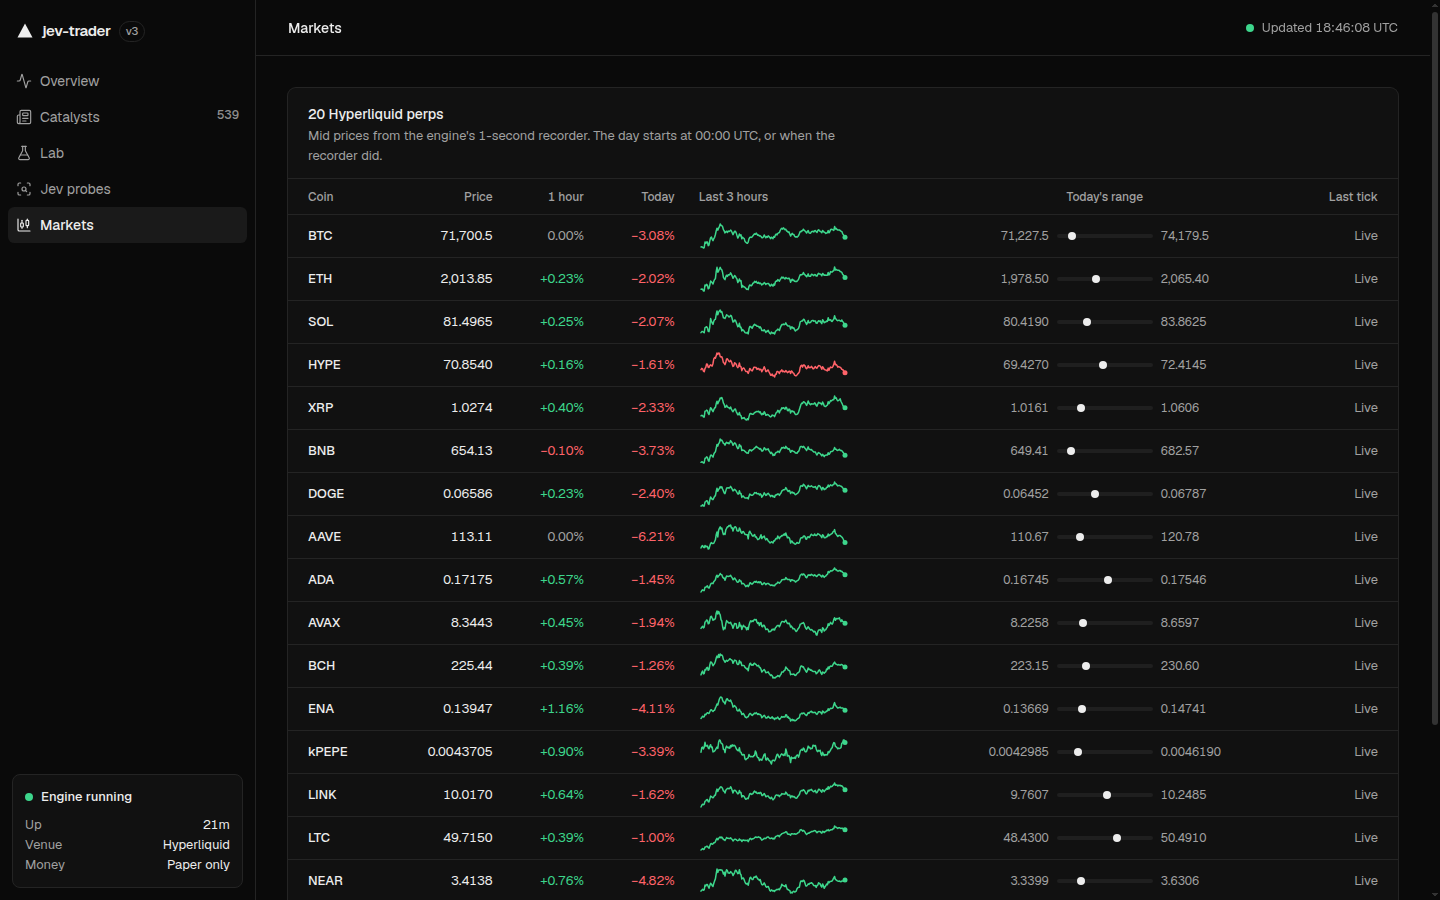 jev-trader v3
Overview
Catalysts 539
Lab
Jev probes
Markets
Engine running
Up 21m
Venue Hyperliquid
Money Paper only
Markets
Updated 18:46:08 UTC
20 Hyperliquid perps
Mid prices from the engine's 1-second recorder. The day starts at 00:00 UTC, or when the
recorder did.
Coin Price 1 hour Today Last 3 hours Today's range Last tick
BTC 71,700.5 0.00% −3.08% 71,227.5 74,179.5 Live
ETH 2,013.85 +0.23% −2.02% 1,978.50 2,065.40 Live
SOL 81.4965 +0.25% −2.07% 80.4190 83.8625 Live
HYPE 70.8540 +0.16% −1.61% 69.4270 72.4145 Live
XRP 1.0274 +0.40% −2.33% 1.0161 1.0606 Live
BNB 654.13 −0.10% −3.73% 649.41 682.57 Live
DOGE 0.06586 +0.23% −2.40% 0.06452 0.06787 Live
AAVE 113.11 0.00% −6.21% 110.67 120.78 Live
ADA 0.17175 +0.57% −1.45% 0.16745 0.17546 Live
AVAX 8.3443 +0.45% −1.94% 8.2258 8.6597 Live
BCH 225.44 +0.39% −1.26% 223.15 230.60 Live
ENA 0.13947 +1.16% −4.11% 0.13669 0.14741 Live
kPEPE 0.0043705 +0.90% −3.39% 0.0042985 0.0046190 Live
LINK 10.0170 +0.64% −1.62% 9.7607 10.2485 Live
LTC 49.7150 +0.39% −1.00% 48.4300 50.4910 Live
NEAR 3.4138 +0.76% −4.82% 3.3399 3.6306 Live